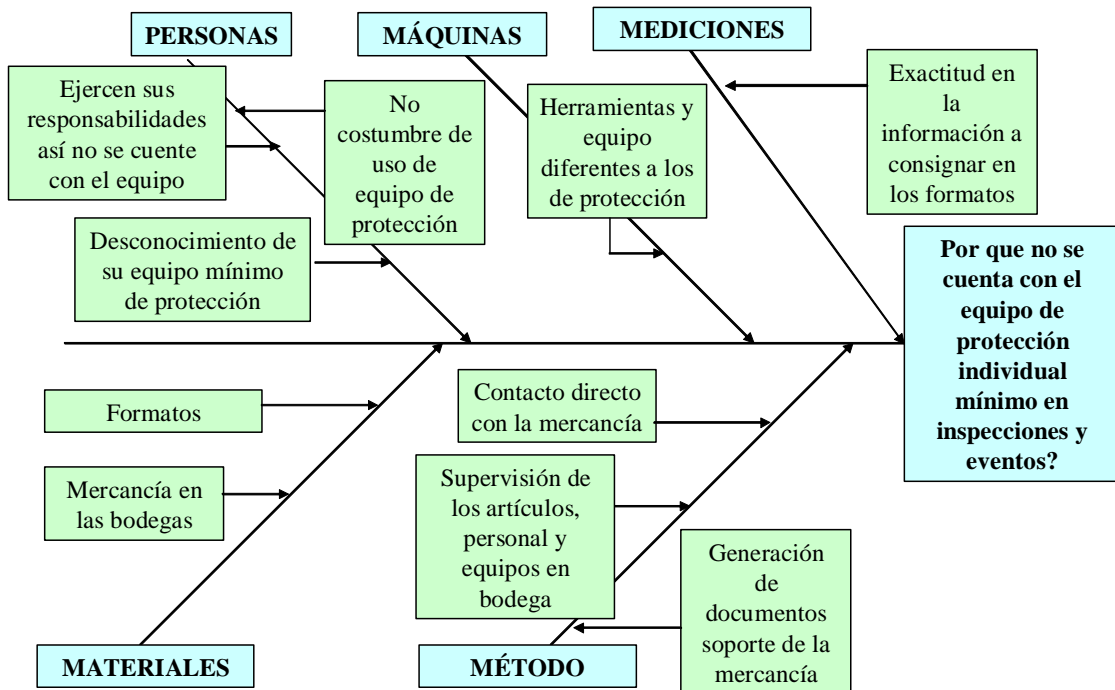 PERSONAS
MÁQUINAS
MEDICIONES
Ejercen sus
responsabilidades
así no se cuente
con el equipo
No
costumbre de
uso de
equipo de
protección
Herramientas y
equipo
diferentes a los
de protección
Exactitud en
la
información a
consignar en
los formatos
Desconocimiento de
su equipo mínimo
de protección
Por que no se
cuenta con el
equipo de
protección
individual
mínimo en
inspecciones y
eventos?
Formatos
Mercancía en
las bodegas
Contacto directo
con la mercancía
Supervisión de
los artículos,
personal y
equipos en
bodega
Generación
de
documentos
soporte de la
mercancía
MATERIALES
MÉTODO